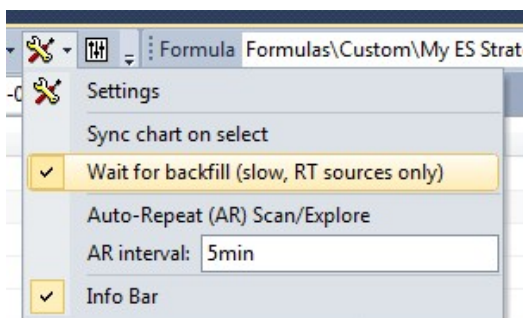 Formula Formulas\Custom\My ES Strat
Settings
Sync chart on select
Wait for backfill (slow, RT sources only)
Auto-Repeat (AR) Scan/Explore
AR interval: 5min
Info Bar